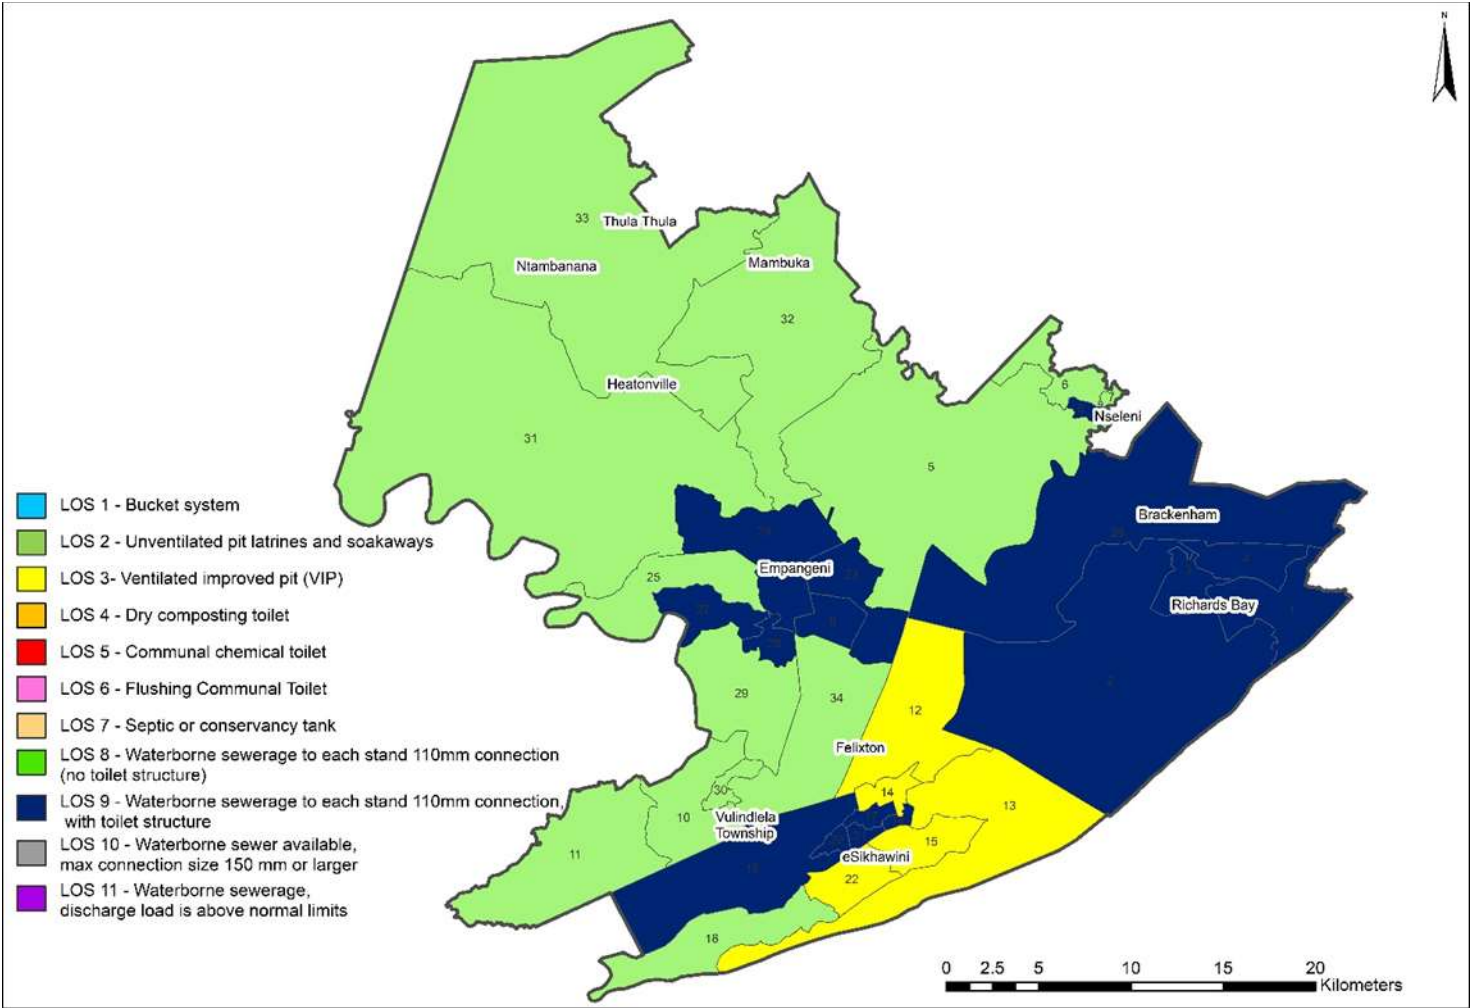 N
33
Thula Thula
Ntambanana
Mambuka
32
Heatonville
6
Nseleni
31
5
LOS 1 - Bucket system
LOS 2 - Unventilated pit latrines and soakaways
LOS 3- Ventilated improved pit (VIP)
LOS 4 - Dry composting toilet
LOS 5 - Communal chemical toilet
LOS 6 - Flushing Communal Toilet
LOS 7 - Septic or conservancy tank
LOS 8 - Waterborne sewerage to each stand 110mm connection
(no toilet structure)
LOS 9 - Waterborne sewerage to each stand 110mm connection,
with toilet structure
LOS 10 - Waterborne sewer available,
max connection size 150 mm or larger
LOS 11 - Waterborne sewerage,
discharge load is above normal limits
Brackenham
Empangeni
25
Richards Bay
29
34
12
Felixton
30
14
13
10
Vulindlela
Township
15
11
eSikhawini
22
18
0 2.5 5 10 15 20
Kilometers